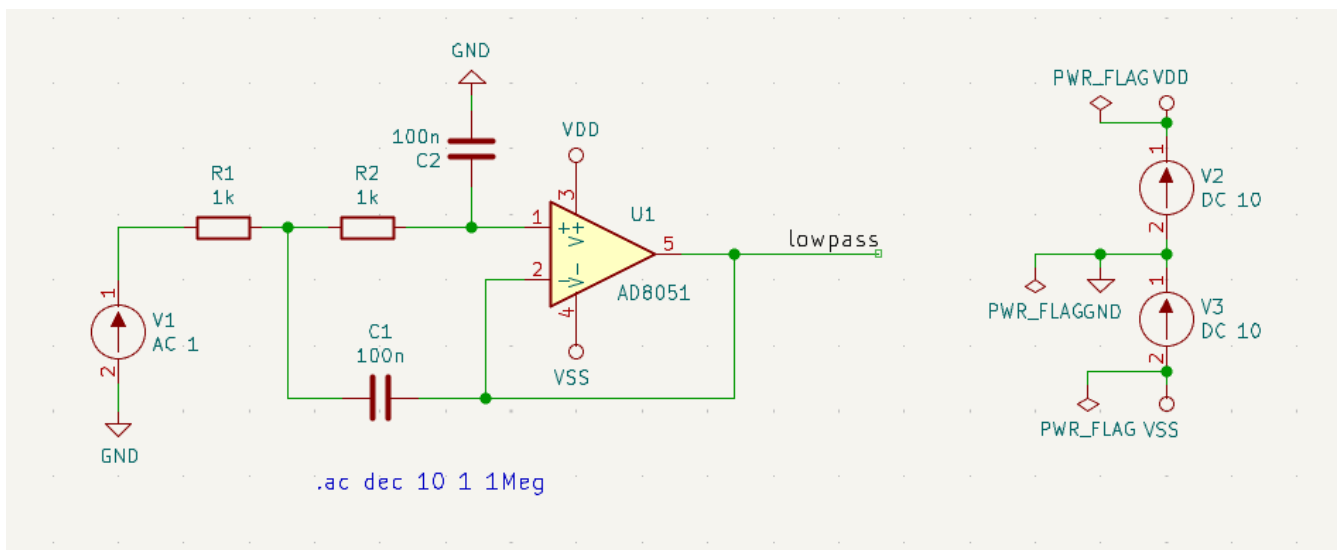 GND
PWR_FLAG VDD
100n
C2
VDD
R1
1k
R2
1k
3
1
V2
DC 10
2
1
V+
+
U1
5
lowpass
2
V-
-
AD8051
4
1
V1
AC 1
2
GND
C1
100n
VSS
PWR_FLAG GND
1
V3
DC 10
2
PWR_FLAG VSS
.ac dec 10 1 1Meg